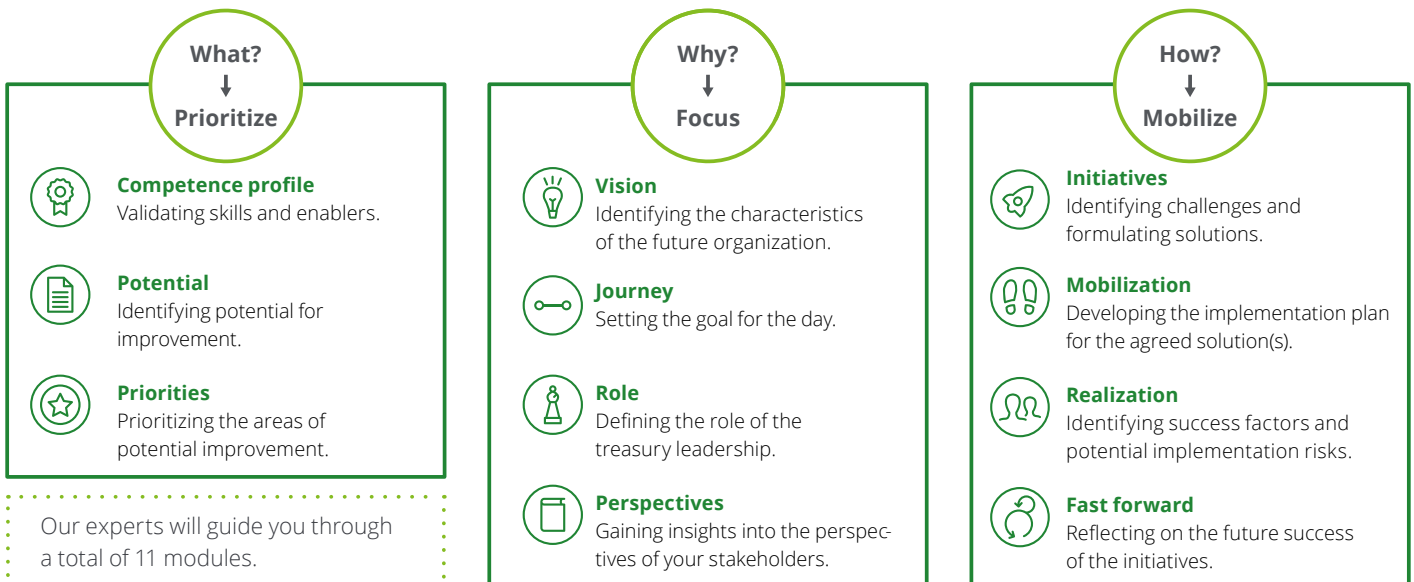 What?
Prioritize
Competence profile
Validating skills and enablers.
Potential
Identifying potential for
improvement.
Priorities
Prioritizing the areas of
potential improvement.
Our experts will guide you through
a total of 11 modules.
Why?
Focus
Vision
Identifying the characteristics
of the future organization.
Journey
Setting the goal for the day.
Role
Defining the role of the
treasury leadership.
Perspectives
Gaining insights into the perspec-
tives of your stakeholders.
How?
Mobilize
Initiatives
Identifying challenges and
formulating solutions.
Mobilization
Developing the implementation plan
for the agreed solution(s).
Realization
Identifying success factors and
potential implementation risks.
Fast forward
Reflecting on the future success
of the initiatives.